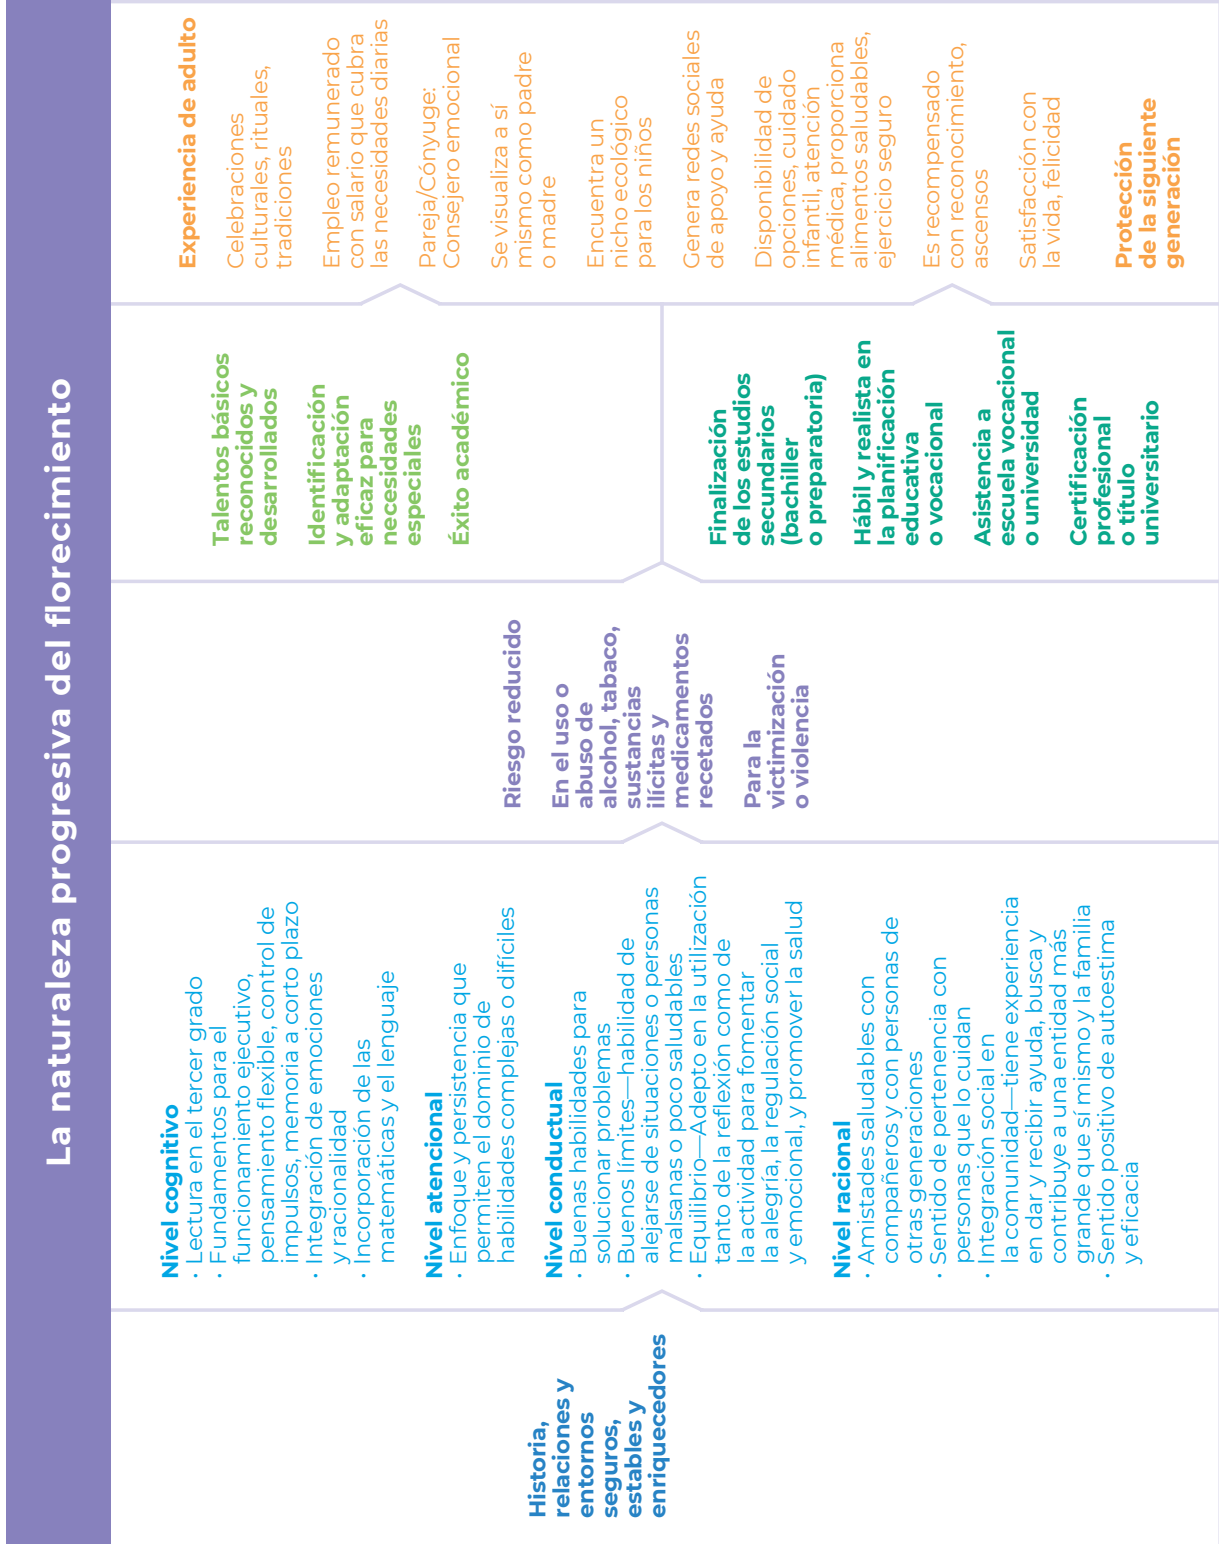 La naturaleza progresiva del florecimiento
Historia,
relaciones y
entornos
seguros,
estables y
enriquecedores
Nivel cognitivo
· Lectura en el tercer grado
· Fundamentos para el
funcionamiento ejecutivo,
pensamiento flexible, control de
impulsos, memoria a corto plazo
· Integración de emociones
y racionalidad
· Incorporación de las
matemáticas y el lenguaje
Nivel atencional
· Enfoque y persistencia que
permiten el dominio de
habilidades complejas o difíciles
Nivel conductual
· Buenas habilidades para
solucionar problemas
· Buenos límites—habilidad de
alejarse de situaciones o personas
malsanas o poco saludables
· Equilibrio—Adepto en la utilización
tanto de la reflexión como de
la actividad para fomentar
la alegría, la regulación social
y emocional, y promover la salud
Nivel racional
· Amistades saludables con
compañeros y con personas de
otras generaciones
· Sentido de pertenencia con
personas que lo cuidan
· Integración social en
la comunidad—tiene experiencia
en dar y recibir ayuda, busca y
contribuye a una entidad más
grande que sí mismo y la familia
· Sentido positivo de autoestima
y eficacia
Riesgo reducido
En el uso o
abuso de
alcohol, tabaco,
sustancias
ilícitas y
medicamentos
recetados
Para la
victimización
o violencia
Talentos básicos
reconocidos y
desarrollados
Identificación
y adaptación
eficaz para
necesidades
especiales
Éxito académico
Finalización
de los estudios
secundarios
(bachiller
o preparatoria)
Hábil y realista en
la planificación
educativa
o vocacional
Asistencia a
escuela vocacional
o universidad
Certificación
profesional
o título
universitario
Experiencia de adulto
Celebraciones
culturales, rituales,
tradiciones
Empleo remunerado
con salario que cubra
las necesidades diarias
Pareja/Cónyuge:
Consejero emocional
Se visualiza a sí
mismo como padre
o madre
Encuentra un
nicho ecológico
para los niños
Genera redes sociales
de apoyo y ayuda
Disponibilidad de
opciones, cuidado
infantil, atención
médica, proporciona
alimentos saludables,
ejercicio seguro
Es recompensado
con reconocimiento,
ascensos
Satisfacción con
la vida, felicidad
Protección
de la siguiente
generación